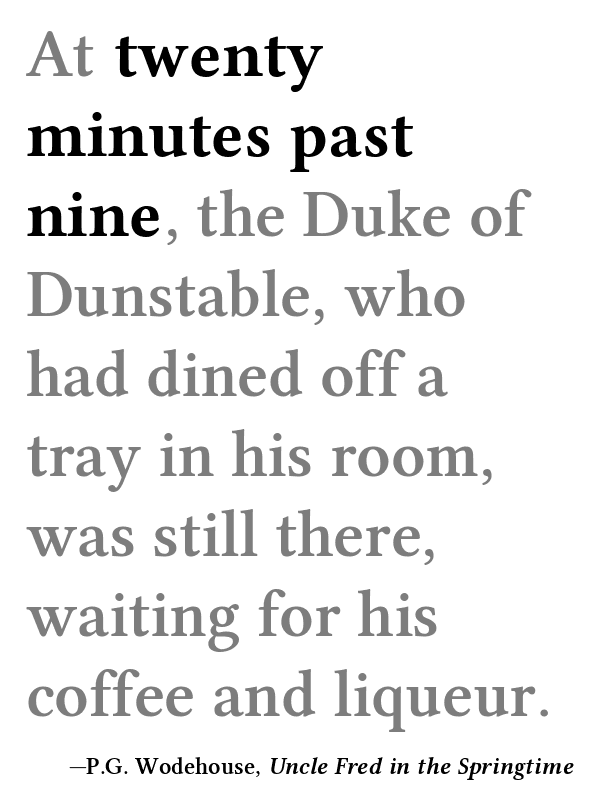 At twenty
minutes past
nine, the Duke of
Dunstable, who
had dined off a
tray in his room,
was still there,
waiting for his
coffee and liqueur.
—P.G. Wodehouse, Uncle Fred in the Springtime